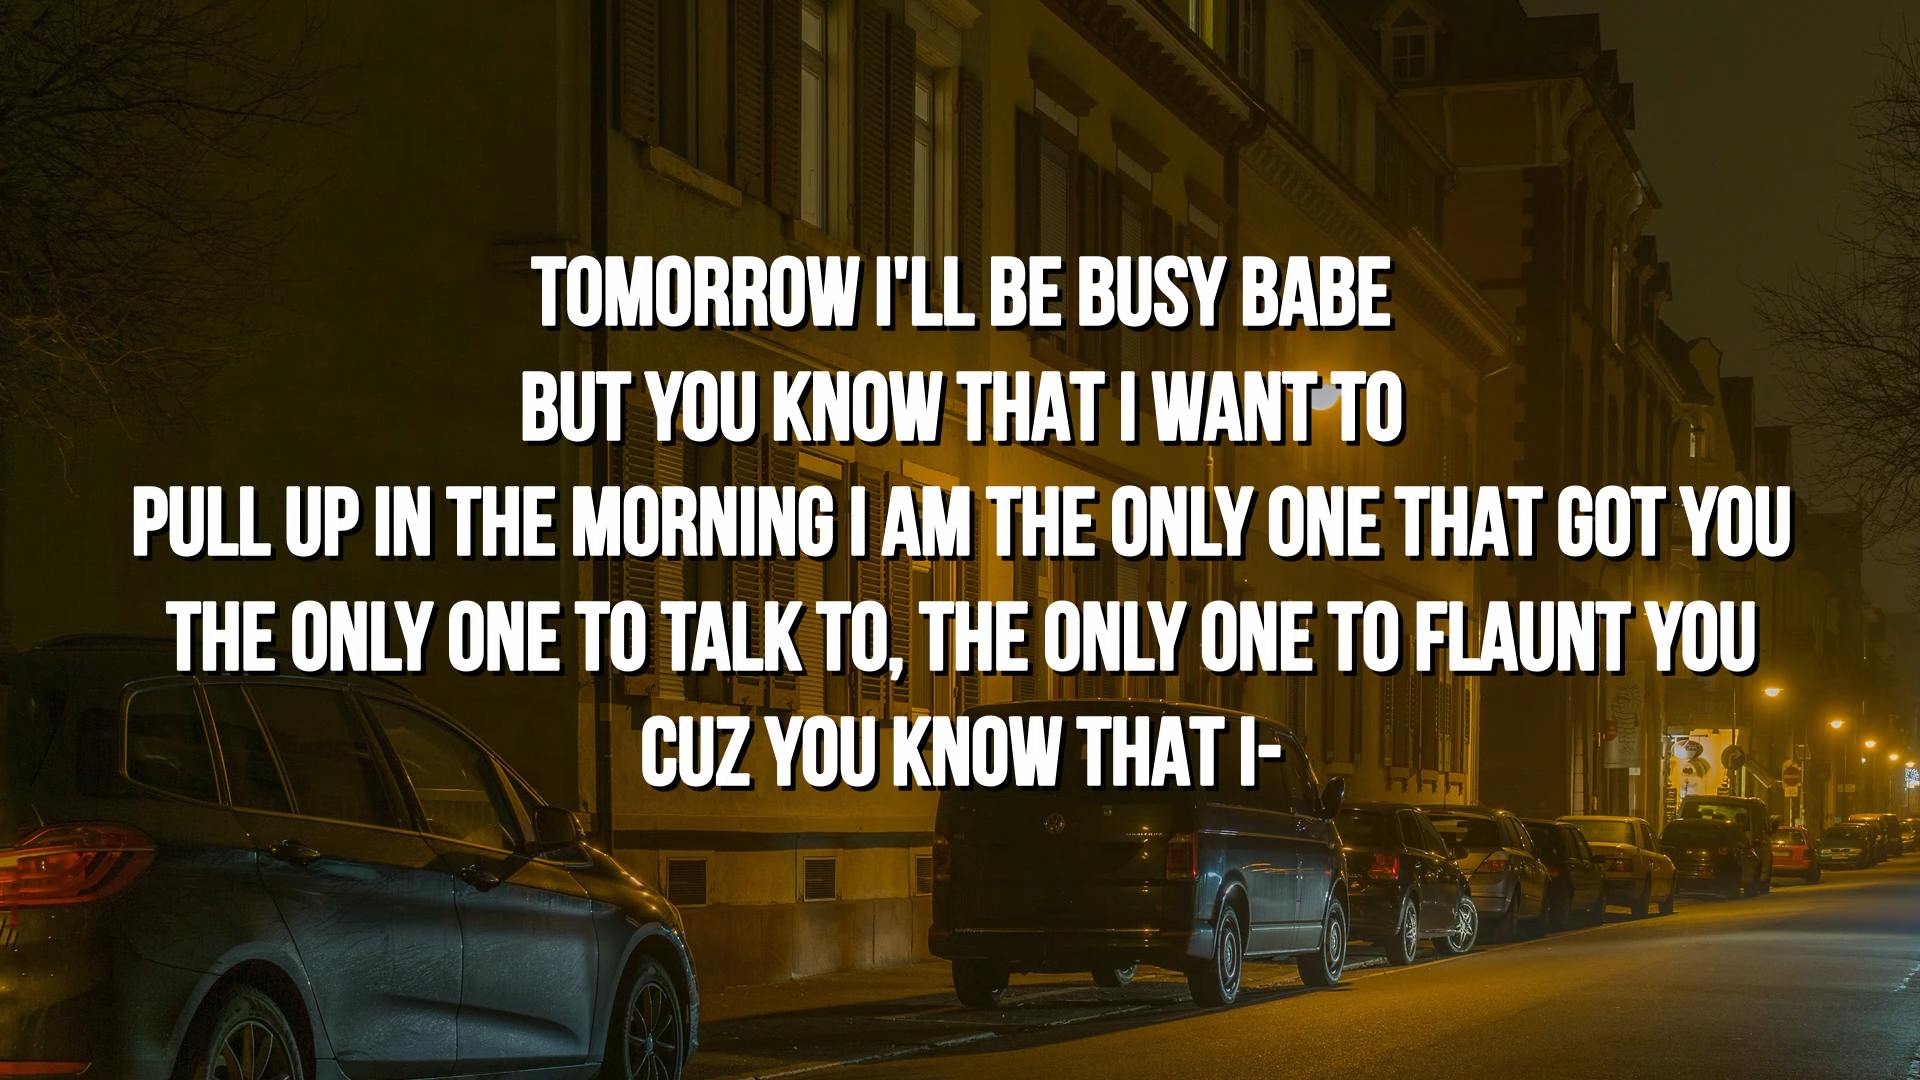 TOMORROW I'LL BE BUSY BABE
BUT YOU KNOW THAT I WANT TO
PULL UP IN THE MORNING I AM THE ONLY ONE THAT GOT YOU
THE ONLY ONE TO TALK TO, THE ONLY ONE TO FLAUNT YOU
CUZ YOU KNOW THAT I-